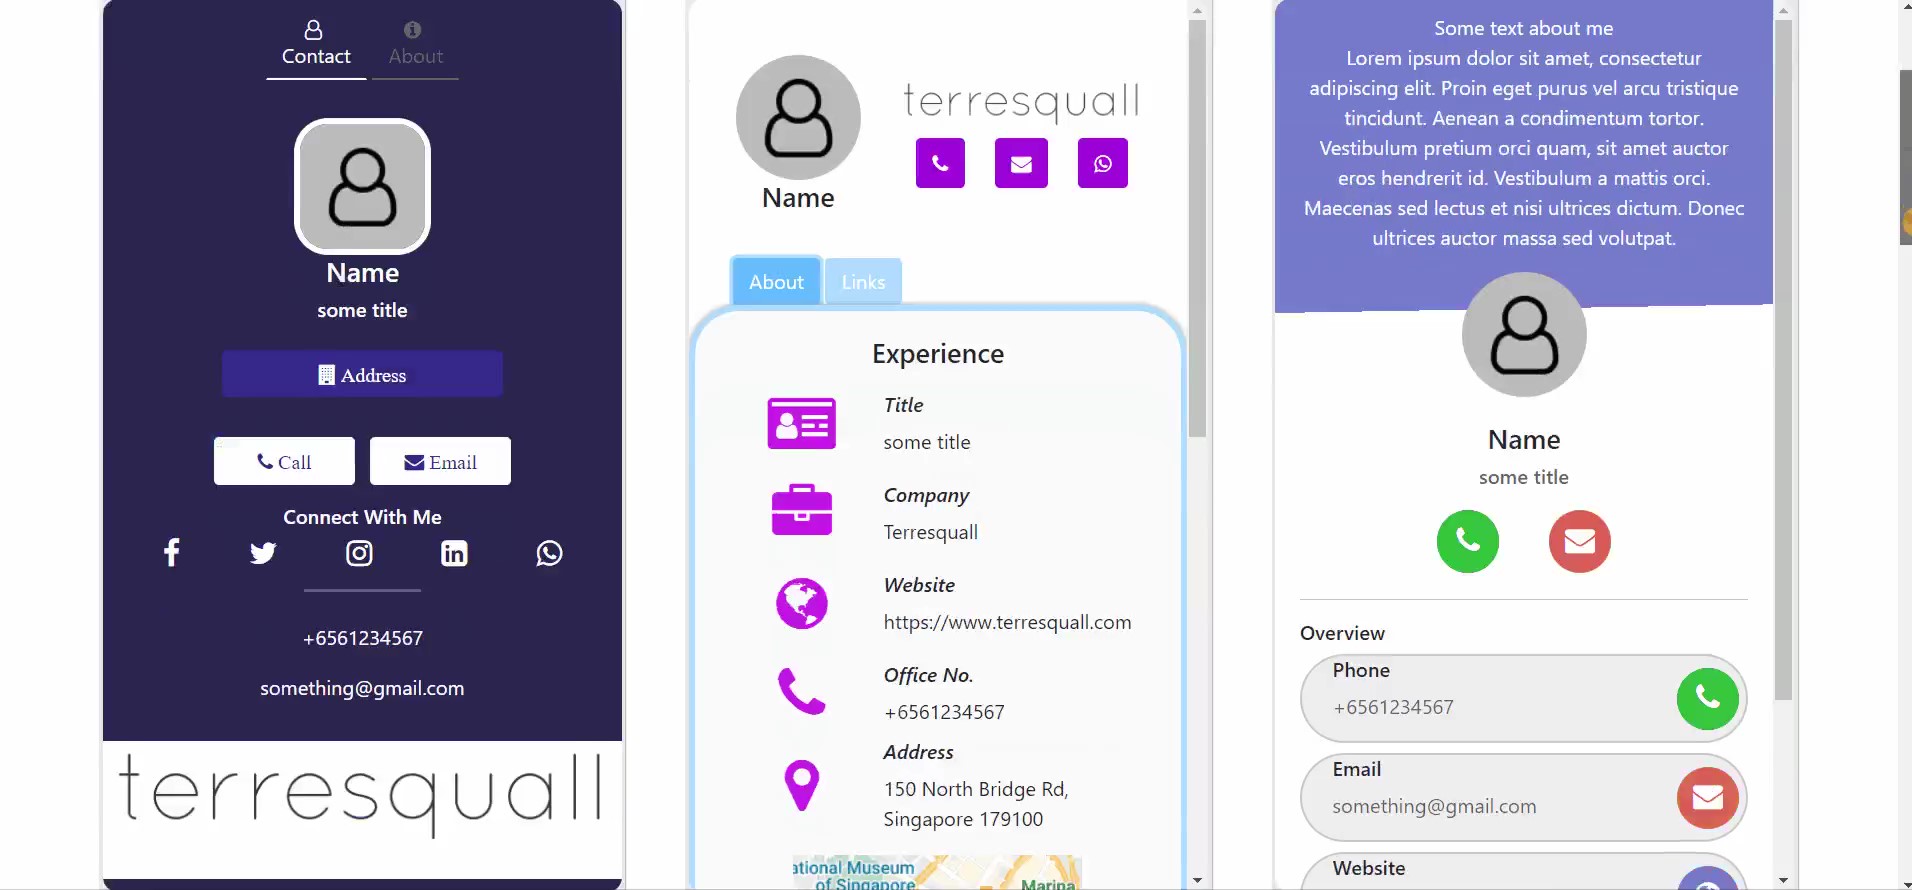 Contact
About
Name
some title
Address
Call
Email
Connect With Me
+6561234567
something@gmail.com
terresquall
terresquall
Name
About
Links
Experience
Title
some title
Company
Terresquall
Website
https://www.terresquall.com
Office No.
+6561234567
Address
150 North Bridge Rd,
Singapore 179100
ational Museum
of Singapore
Marina
Some text about me
Lorem ipsum dolor sit amet, consectetur
adipiscing elit. Proin eget purus vel arcu tristique
tincidunt. Aenean a condimentum tortor.
Vestibulum pretium orci quam, sit amet auctor
eros hendrerit id. Vestibulum a mattis orci.
Maecenas sed lectus et nisi ultrices dictum. Donec
ultrices auctor massa sed volutpat.
Name
some title
Overview
Phone
+6561234567
Email
something@gmail.com
Website